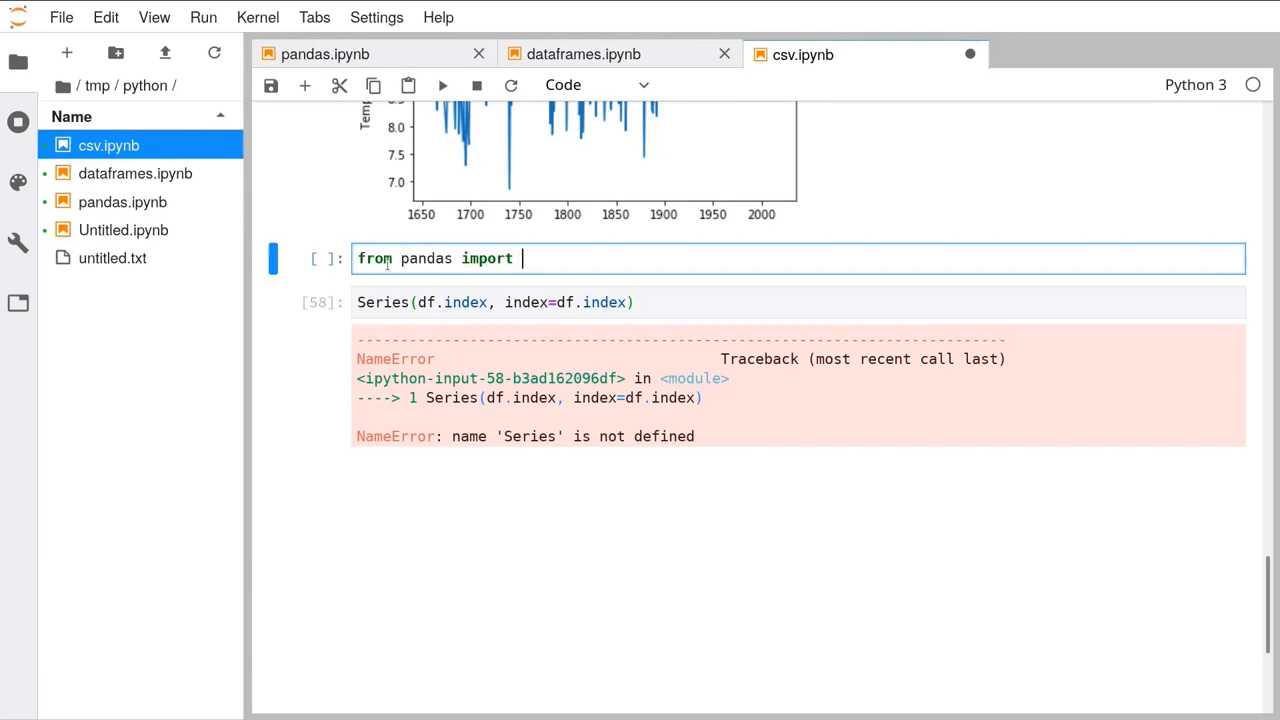 File Edit View Run Kernel Tabs Settings Help
pandas.ipynb
dataframes.ipynb
csv.ipynb
/ tmp / python /
Code
Python 3
Name
csv.ipynb
dataframes.ipynb
pandas.ipynb
Untitled.ipynb
untitled.txt
8.0
7.5
7.0
1650 1700 1750 1800 1850 1900 1950 2000
[ ]: from pandas import
[58]: Series(df.index, index=df.index)
---------------------------------------------------------------------------
NameError Traceback (most recent call last)
<ipython-input-58-b3ad162096df> in <module>
----> 1 Series(df.index, index=df.index)
NameError: name 'Series' is not defined